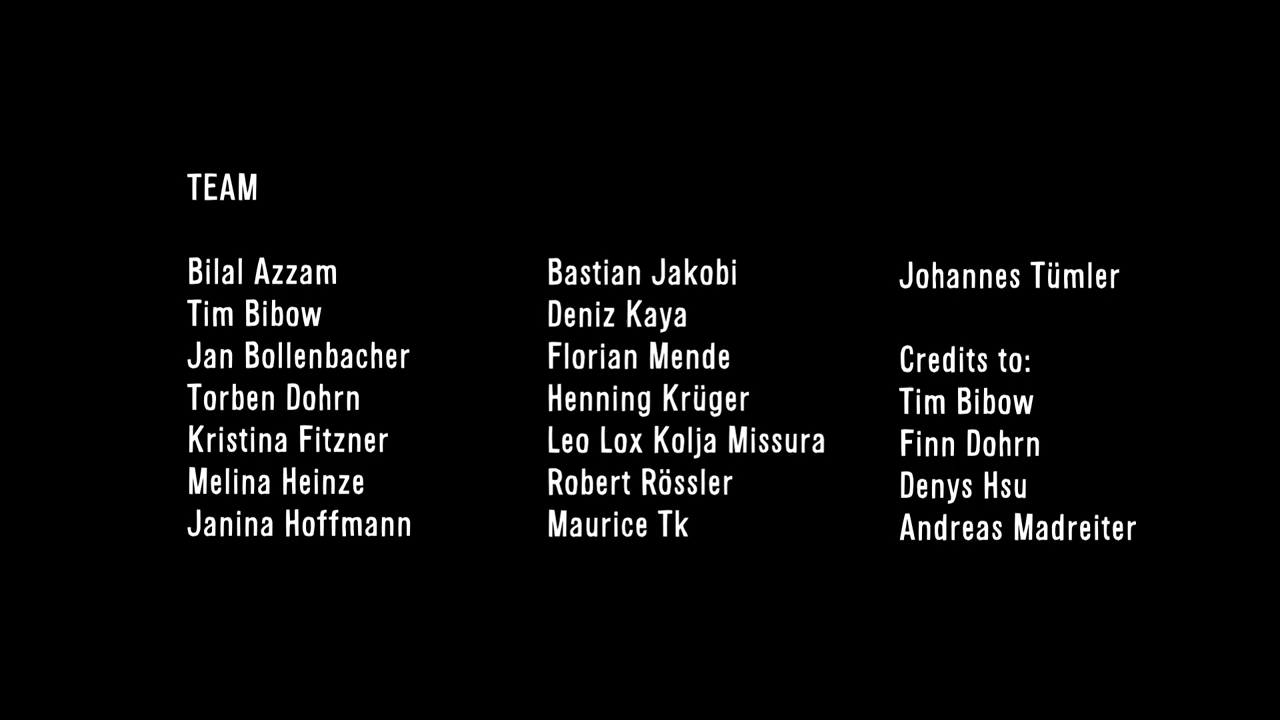 TEAM
Bilal Azzam
Tim Bibow
Jan Bollenbacher
Torben Dohrn
Kristina Fitzner
Melina Heinze
Janina Hoffmann
Bastian Jakobi
Deniz Kaya
Florian Mende
Henning Krüger
Leo Lox Kolja Missura
Robert Rössler
Maurice Tk
Johannes Tümler
Credits to:
Tim Bibow
Finn Dohrn
Denys Hsu
Andreas Madreiter